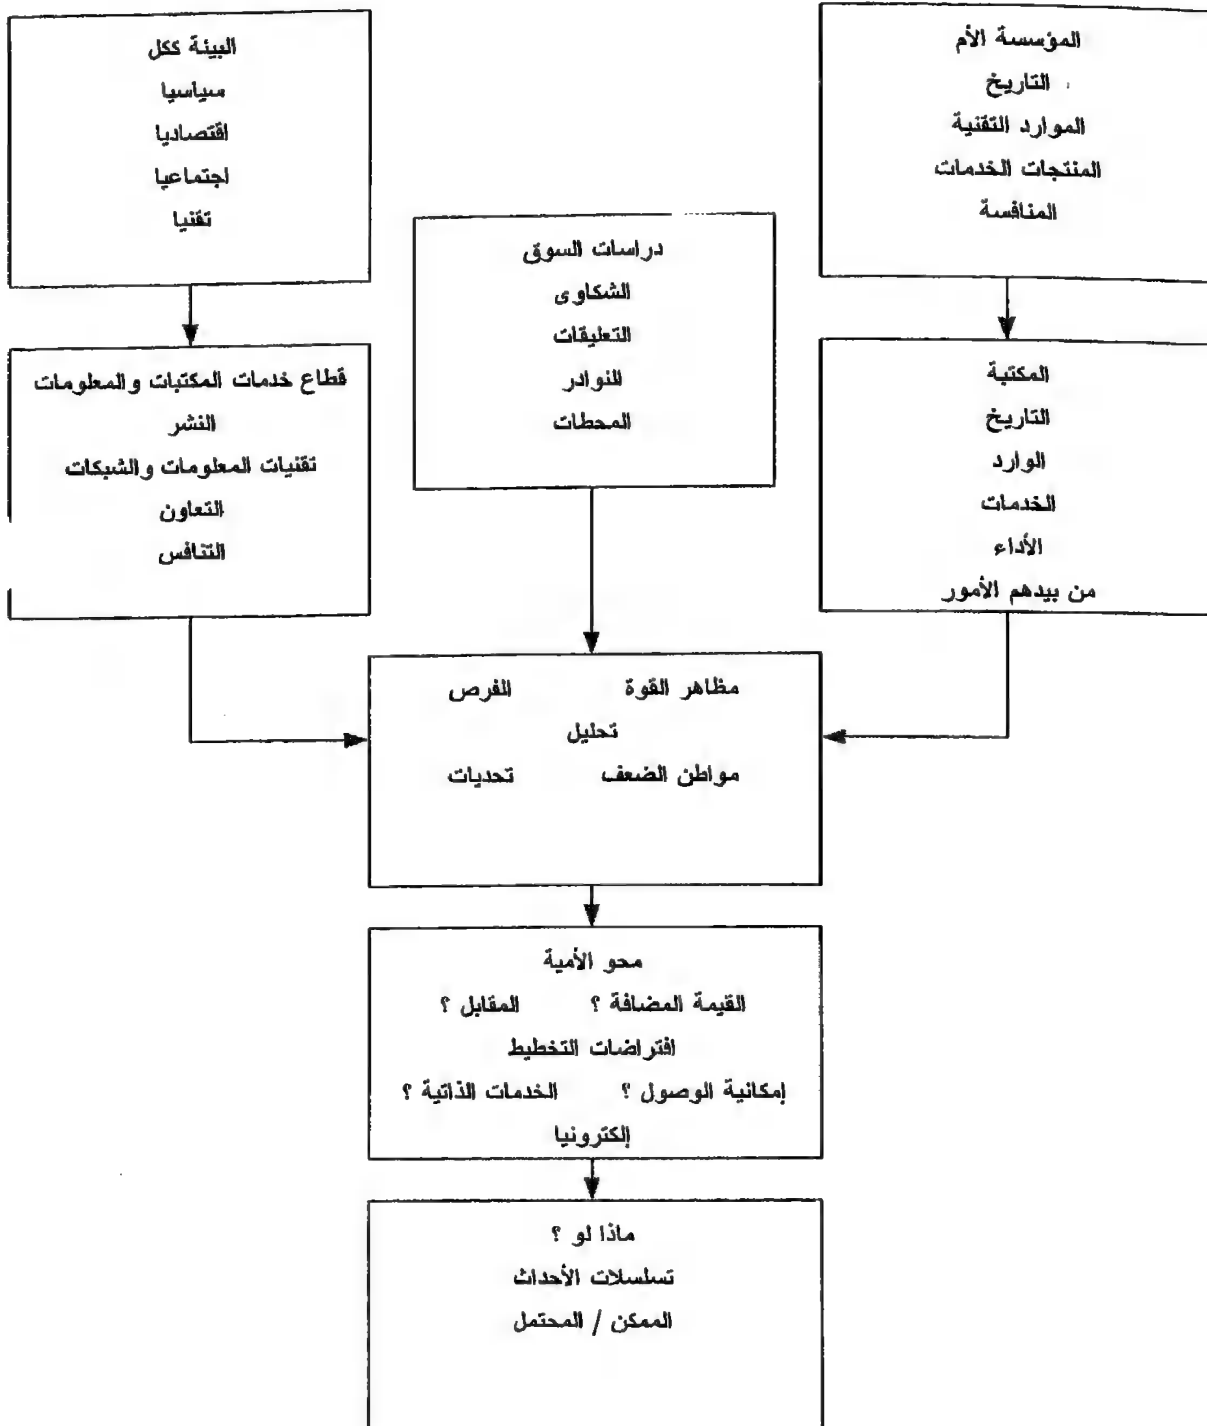 المؤسسة الأم
التاريخ
الموارد التقنية
المنتجات الخدمات
المنافسة
البيئة ككل
سياسيا
اقتصاديا
اجتماعيا
تقنيا
دراسات السوق
الشكاوى
التعليقات
النوادر
المحطات
المكتبة
التاريخ
الوارد
الخدمات
الأداء
من بيدهم الأمور
قطاع خدمات المكتبات والمعلومات
النشر
تقنيات المعلومات والشبكات
التعاون
التنافس
مظاهر القوة الفرص
تحليل
مواطن الضعف تحديات
محو الأمية
القيمة المضافة ؟ المقابل ؟
افتراضات التخطيط
إمكانية الوصول ؟ الخدمات الذاتية ؟
إلكترونيا
ماذا لو ؟
تسلسلات الأحداث
الممكن / المحتمل